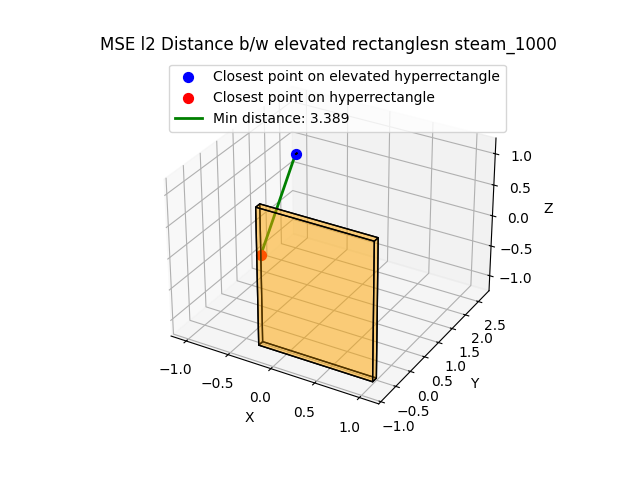 MSE l2 Distance b/w elevated rectanglesn steam_1000
Closest point on elevated hyperrectangle
Closest point on hyperrectangle
Min distance: 3.389
1.0
0.5
0.0
−0.5
−1.0
Z
2.5
2.0
1.5
1.0
0.5
0.0
−0.5
−1.0
Y
−1.0
−0.5
0.0
0.5
1.0
X